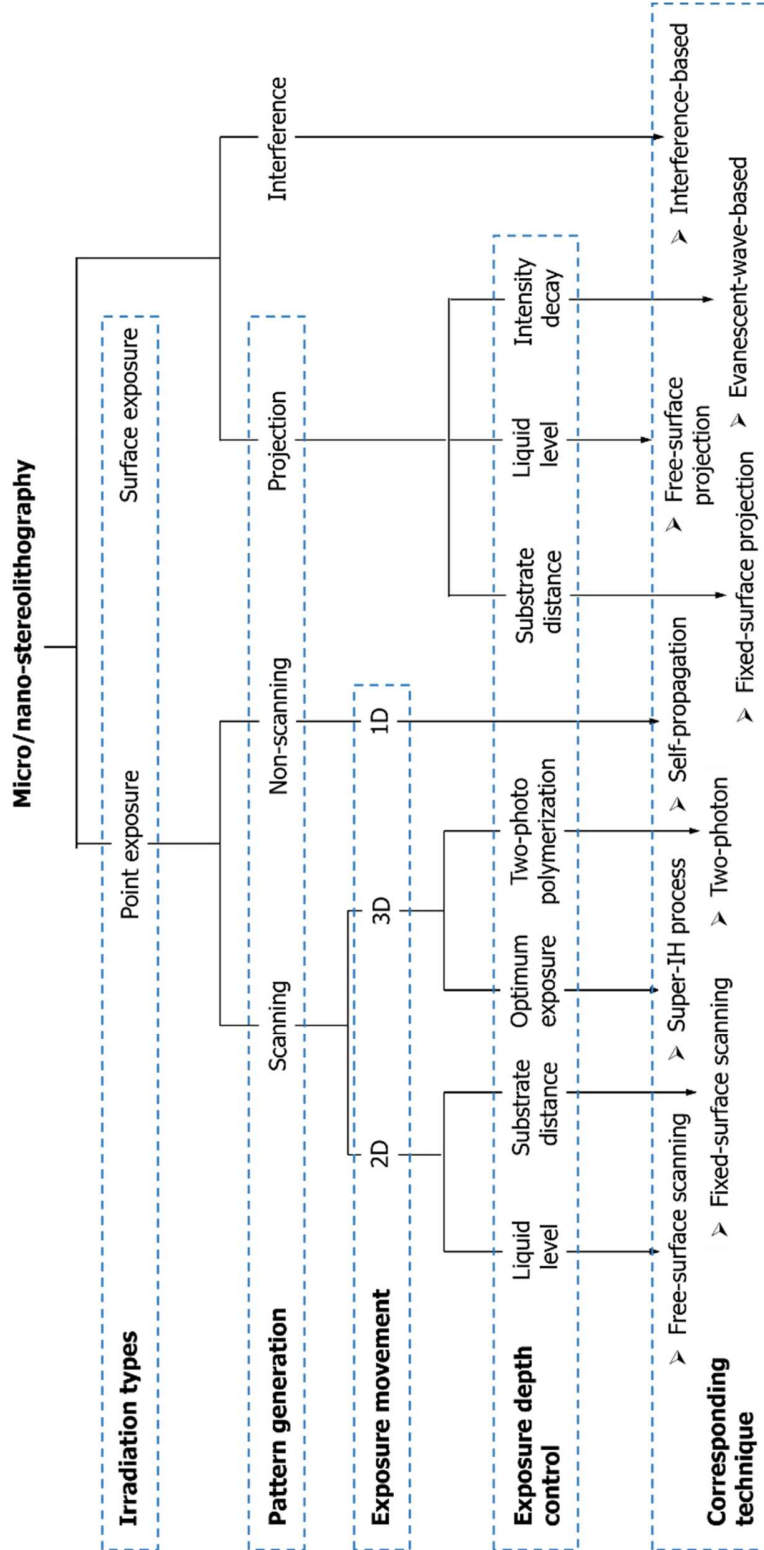 Micro/nano-stereolithography
Irradiation types
Point exposure
Surface exposure
Pattern generation
Scanning
Non-scanning
Projection
Interference
Exposure movement
2D
3D
1D
Exposure depth
control
Liquid
level
Substrate
distance
Optimum
exposure
Two-photo
polymerization
Substrate
distance
Liquid
level
Intensity
decay
Corresponding
technique
➢ Free-surface scanning
➢ Fixed-surface scanning
➢ Super-IH process
➢ Two-photon
➢ Self-propagation
➢ Fixed-surface projection
➢ Free-surface
projection
➢ Evanescent-wave-based
➢ Interference-based